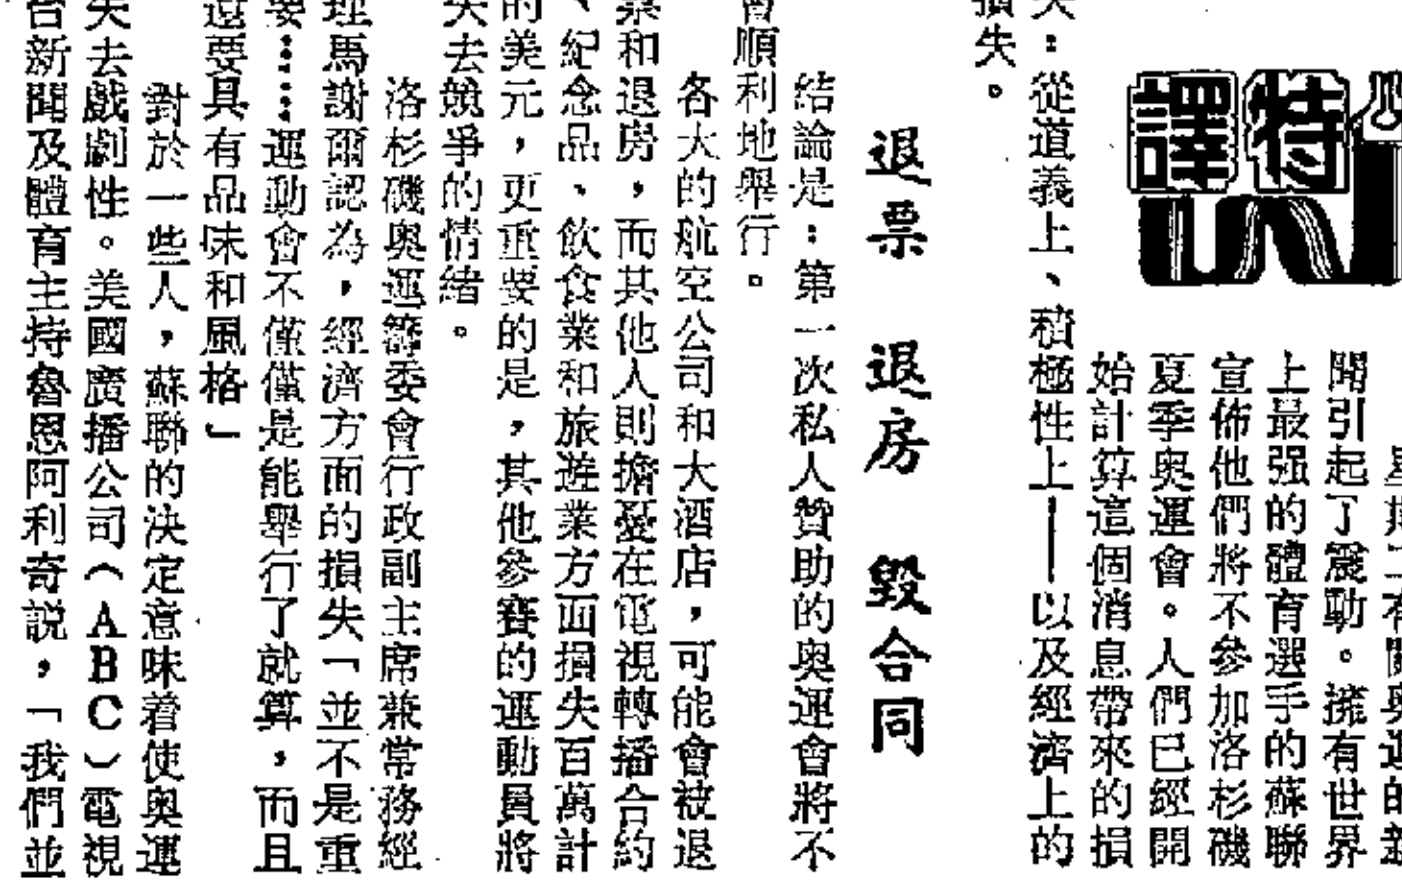 特譯
星期二有關奧運的新
聞引起了震動。擁有世界
上最强的體育選手的蘇聯
宣佈他們將不參加洛杉磯
夏季奧運會。人們已經開
始計算這個消息帶來的損
失：從道義上、積極性上——以及經濟上的
損失。
退票 退房 毀合同
結論是：第一次私人贊助的奧運會將不
會順利地舉行。
各大的航空公司和大酒店，可能會被退
票和退房，而其他人則擔憂在電視轉播合約
、紀念品、飲食業和旅遊業方面損失百萬計
的美元，更重要的是，其他參賽的運動員將
失去競爭的情緒。
洛杉磯奧運籌委會行政副主席兼常務經
理馬謝爾認為，經濟方面的損失「並不是重
要……運動會不僅僅是能舉行了就算，而且
還要具有品味和風格」
對於一些人，蘇聯的決定意味着使奧運
失去戲劇性。美國廣播公司（ABC）電視
台新聞及體育主持魯恩阿利奇説，「我們並